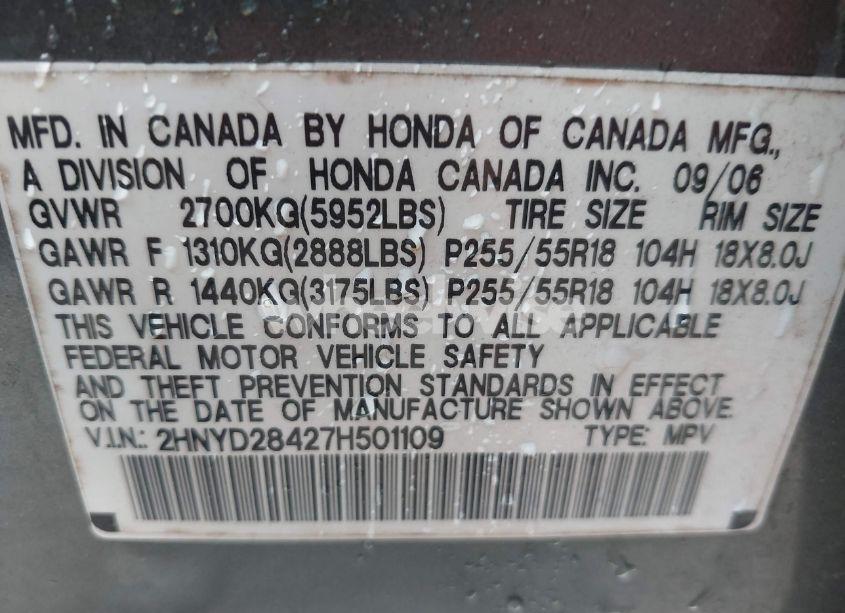 MFD. IN CANADA BY HONDA OF CANADA MFG.,
A DIVISION OF HONDA CANADA INC. 09/06
GVWR 2700KG(5952LBS) TIRE SIZE RIM SIZE
GAWR F 1310KG(2888LBS) P255/55R18 104H 18X8.0J
GAWR R 1440KG(3175LBS) P255/55R18 104H 18X8.0J
THIS VEHICLE CONFORMS TO ALL APPLICABLE
FEDERAL MOTOR VEHICLE SAFETY
AND THEFT PREVENTION STANDARDS IN EFFECT
ON THE DATE OF MANUFACTURE SHOWN ABOVE.
V.I.N.: 2HNYD28427H501109 TYPE: MPV